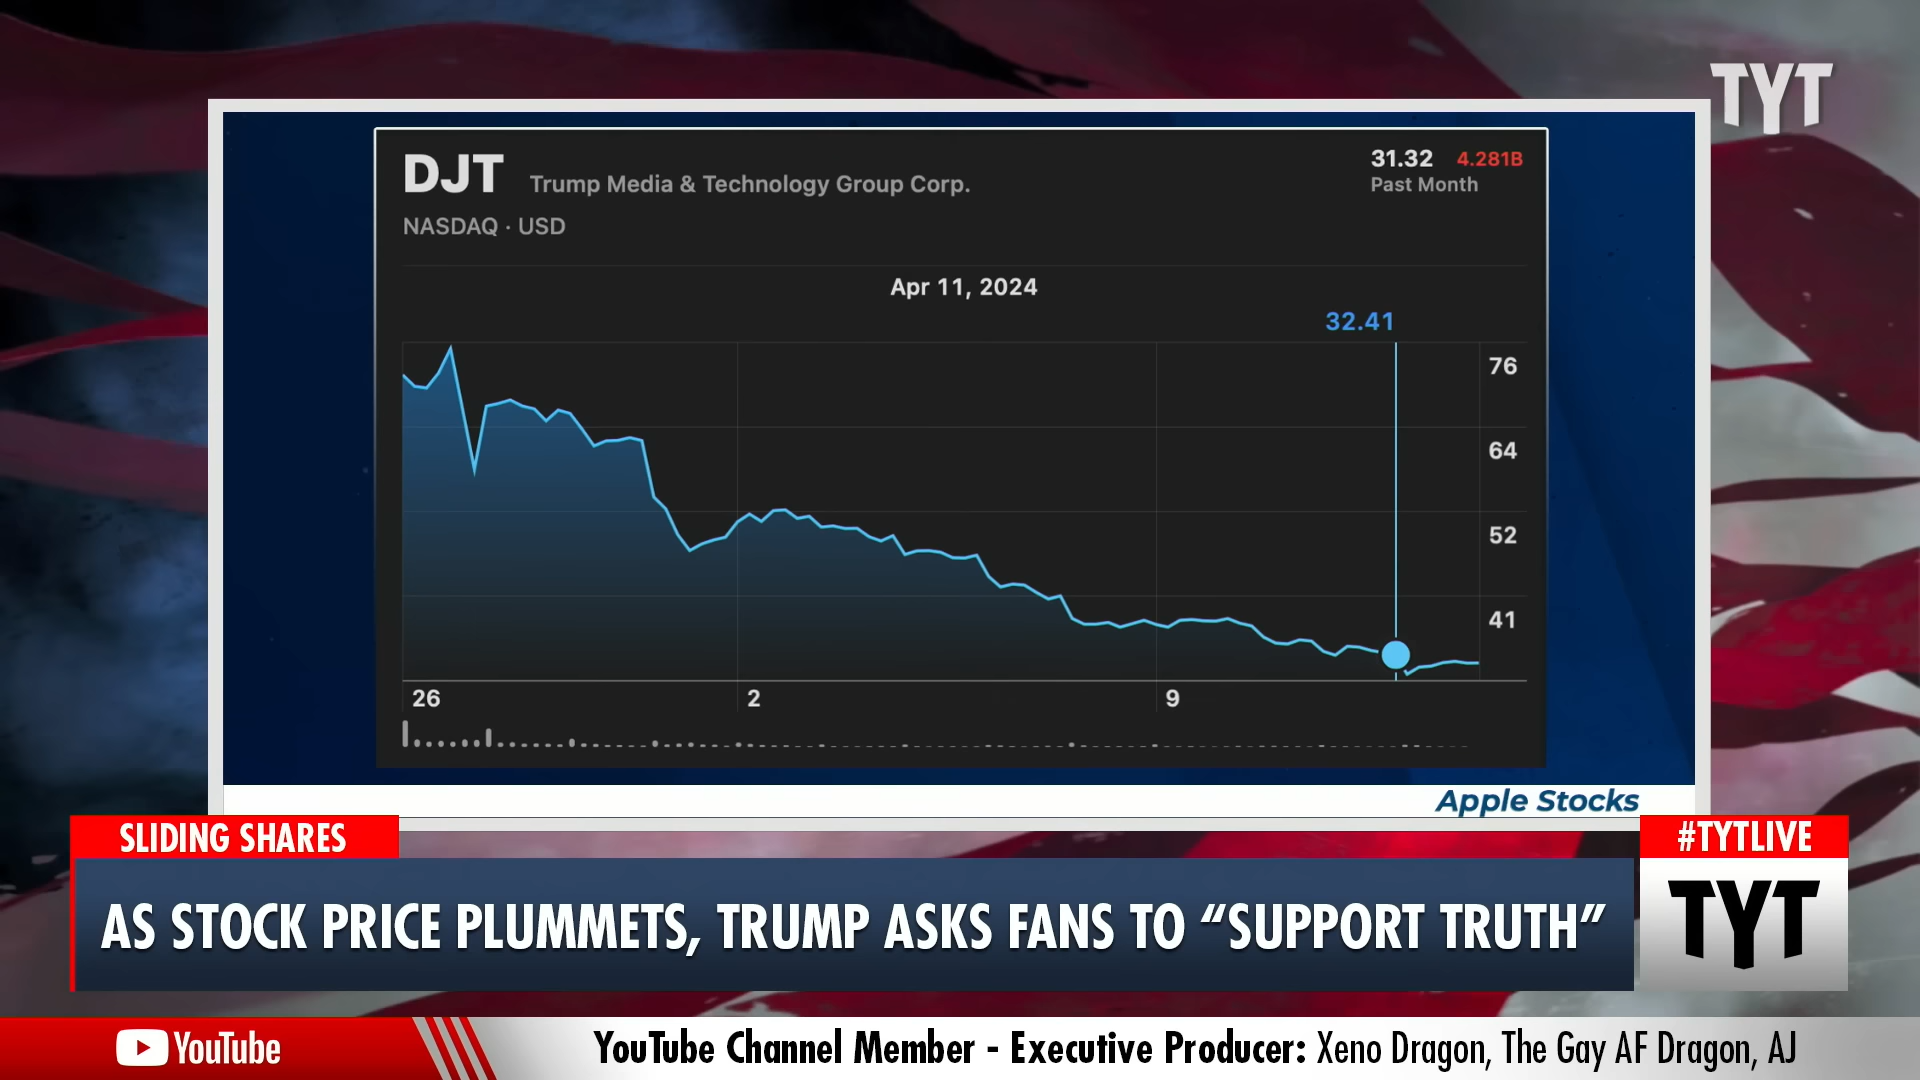 TYT
DJT Trump Media & Technology Group Corp.
31.32 4.281B
Past Month
NASDAQ · USD
Apr 11, 2024
32.41
76
64
52
41
26 2 9
Apple Stocks
SLIDING SHARES
#TYTLIVE
AS STOCK PRICE PLUMMETS, TRUMP ASKS FANS TO “SUPPORT TRUTH”
TYT
YouTube
YouTube Channel Member - Executive Producer: Xeno Dragon, The Gay AF Dragon, AJ